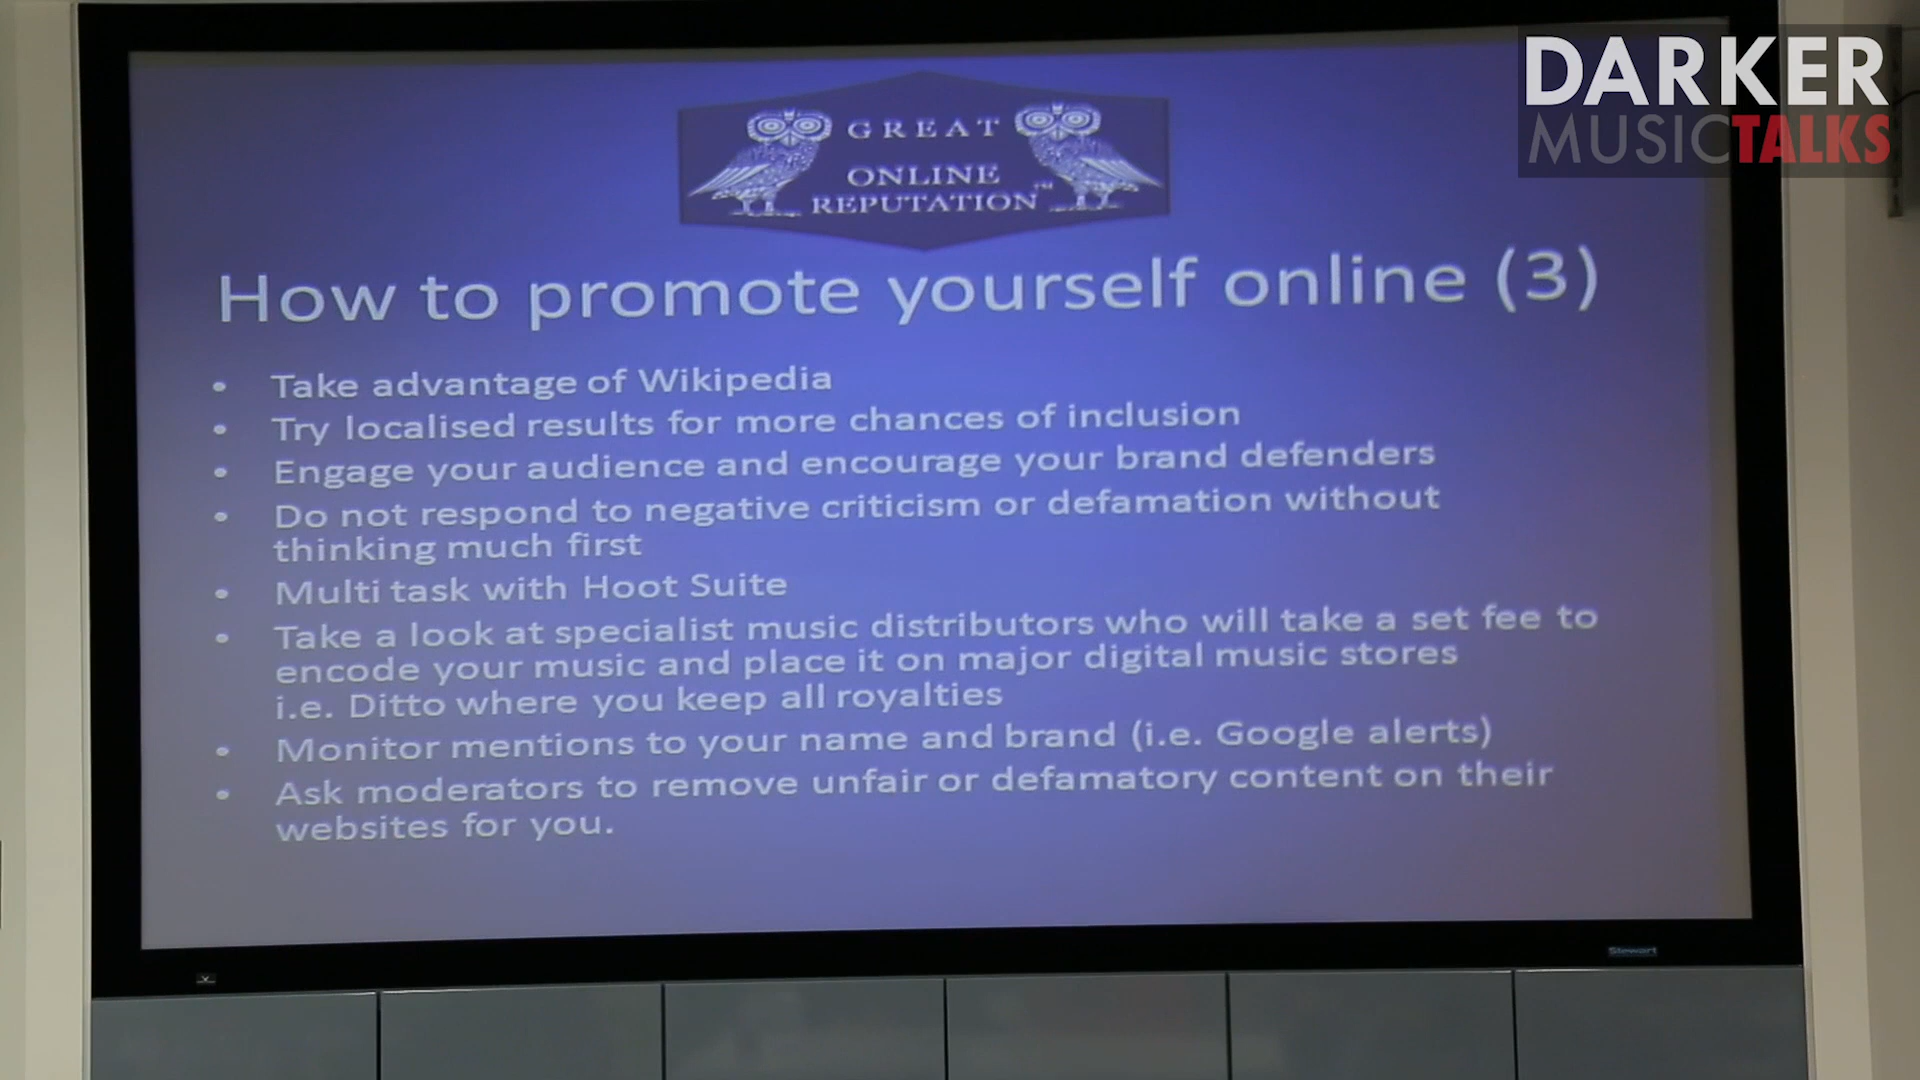 DARKER
MUSICTALKS
GREAT
ONLINE
REPUTATION™
How to promote yourself online (3)
• Take advantage of Wikipedia
• Try localised results for more chances of inclusion
• Engage your audience and encourage your brand defenders
• Do not respond to negative criticism or defamation without
thinking much first
• Multi task with Hoot Suite
• Take a look at specialist music distributors who will take a set fee to
encode your music and place it on major digital music stores
i.e. Ditto where you keep all royalties
• Monitor mentions to your name and brand (i.e. Google alerts)
• Ask moderators to remove unfair or defamatory content on their
websites for you.
Stewart